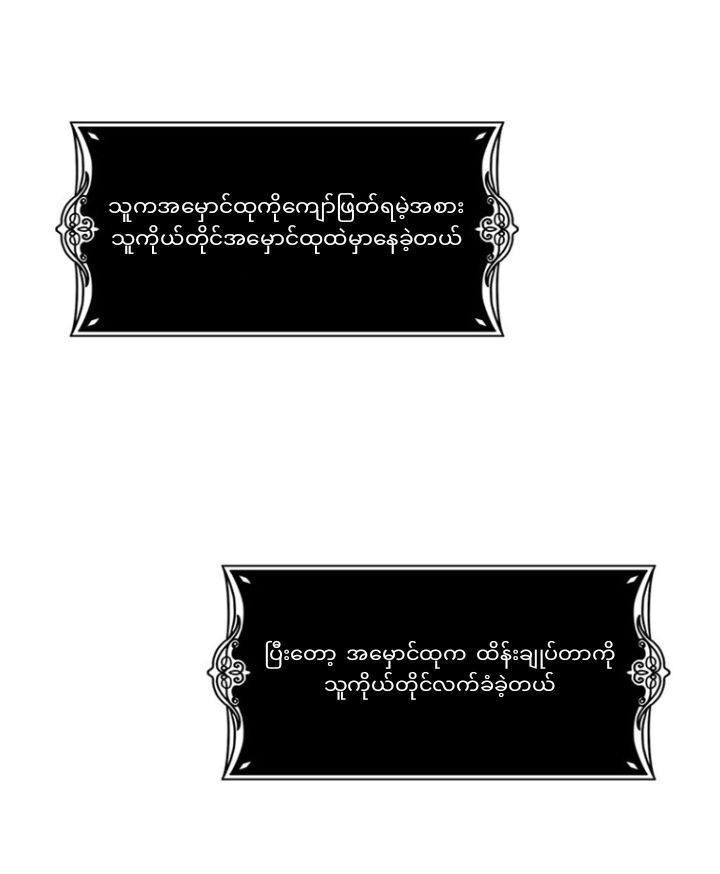 သူကအမှောင်ထုကိုကျော်ဖြတ်ရမဲ့အစား
သူကိုယ်တိုင်အမှောင်ထုထဲမှာနေခဲ့တယ်
ပြီးတော့ အမှောင်ထုက ထိန်းချုပ်တာကို
သူကိုယ်တိုင်လက်ခံခဲ့တယ်